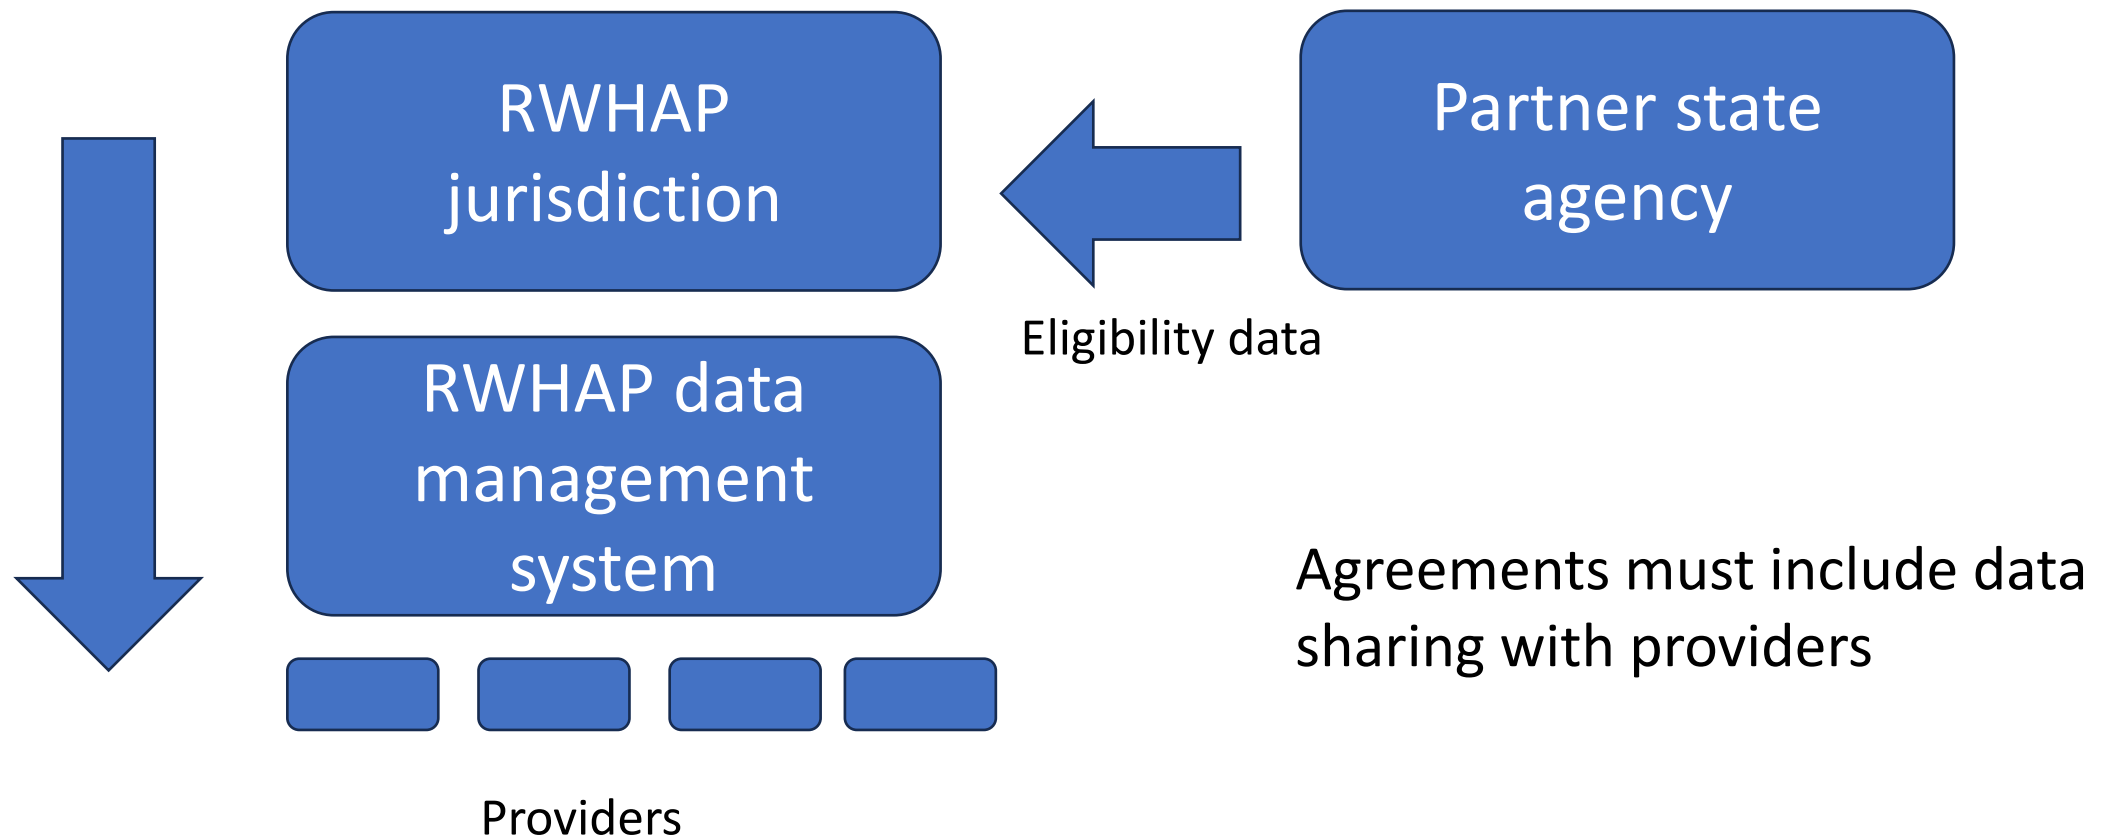 RWHAP
jurisdiction
Partner state
agency
Eligibility data
RWHAP data
management
system
Agreements must include data
sharing with providers
Providers